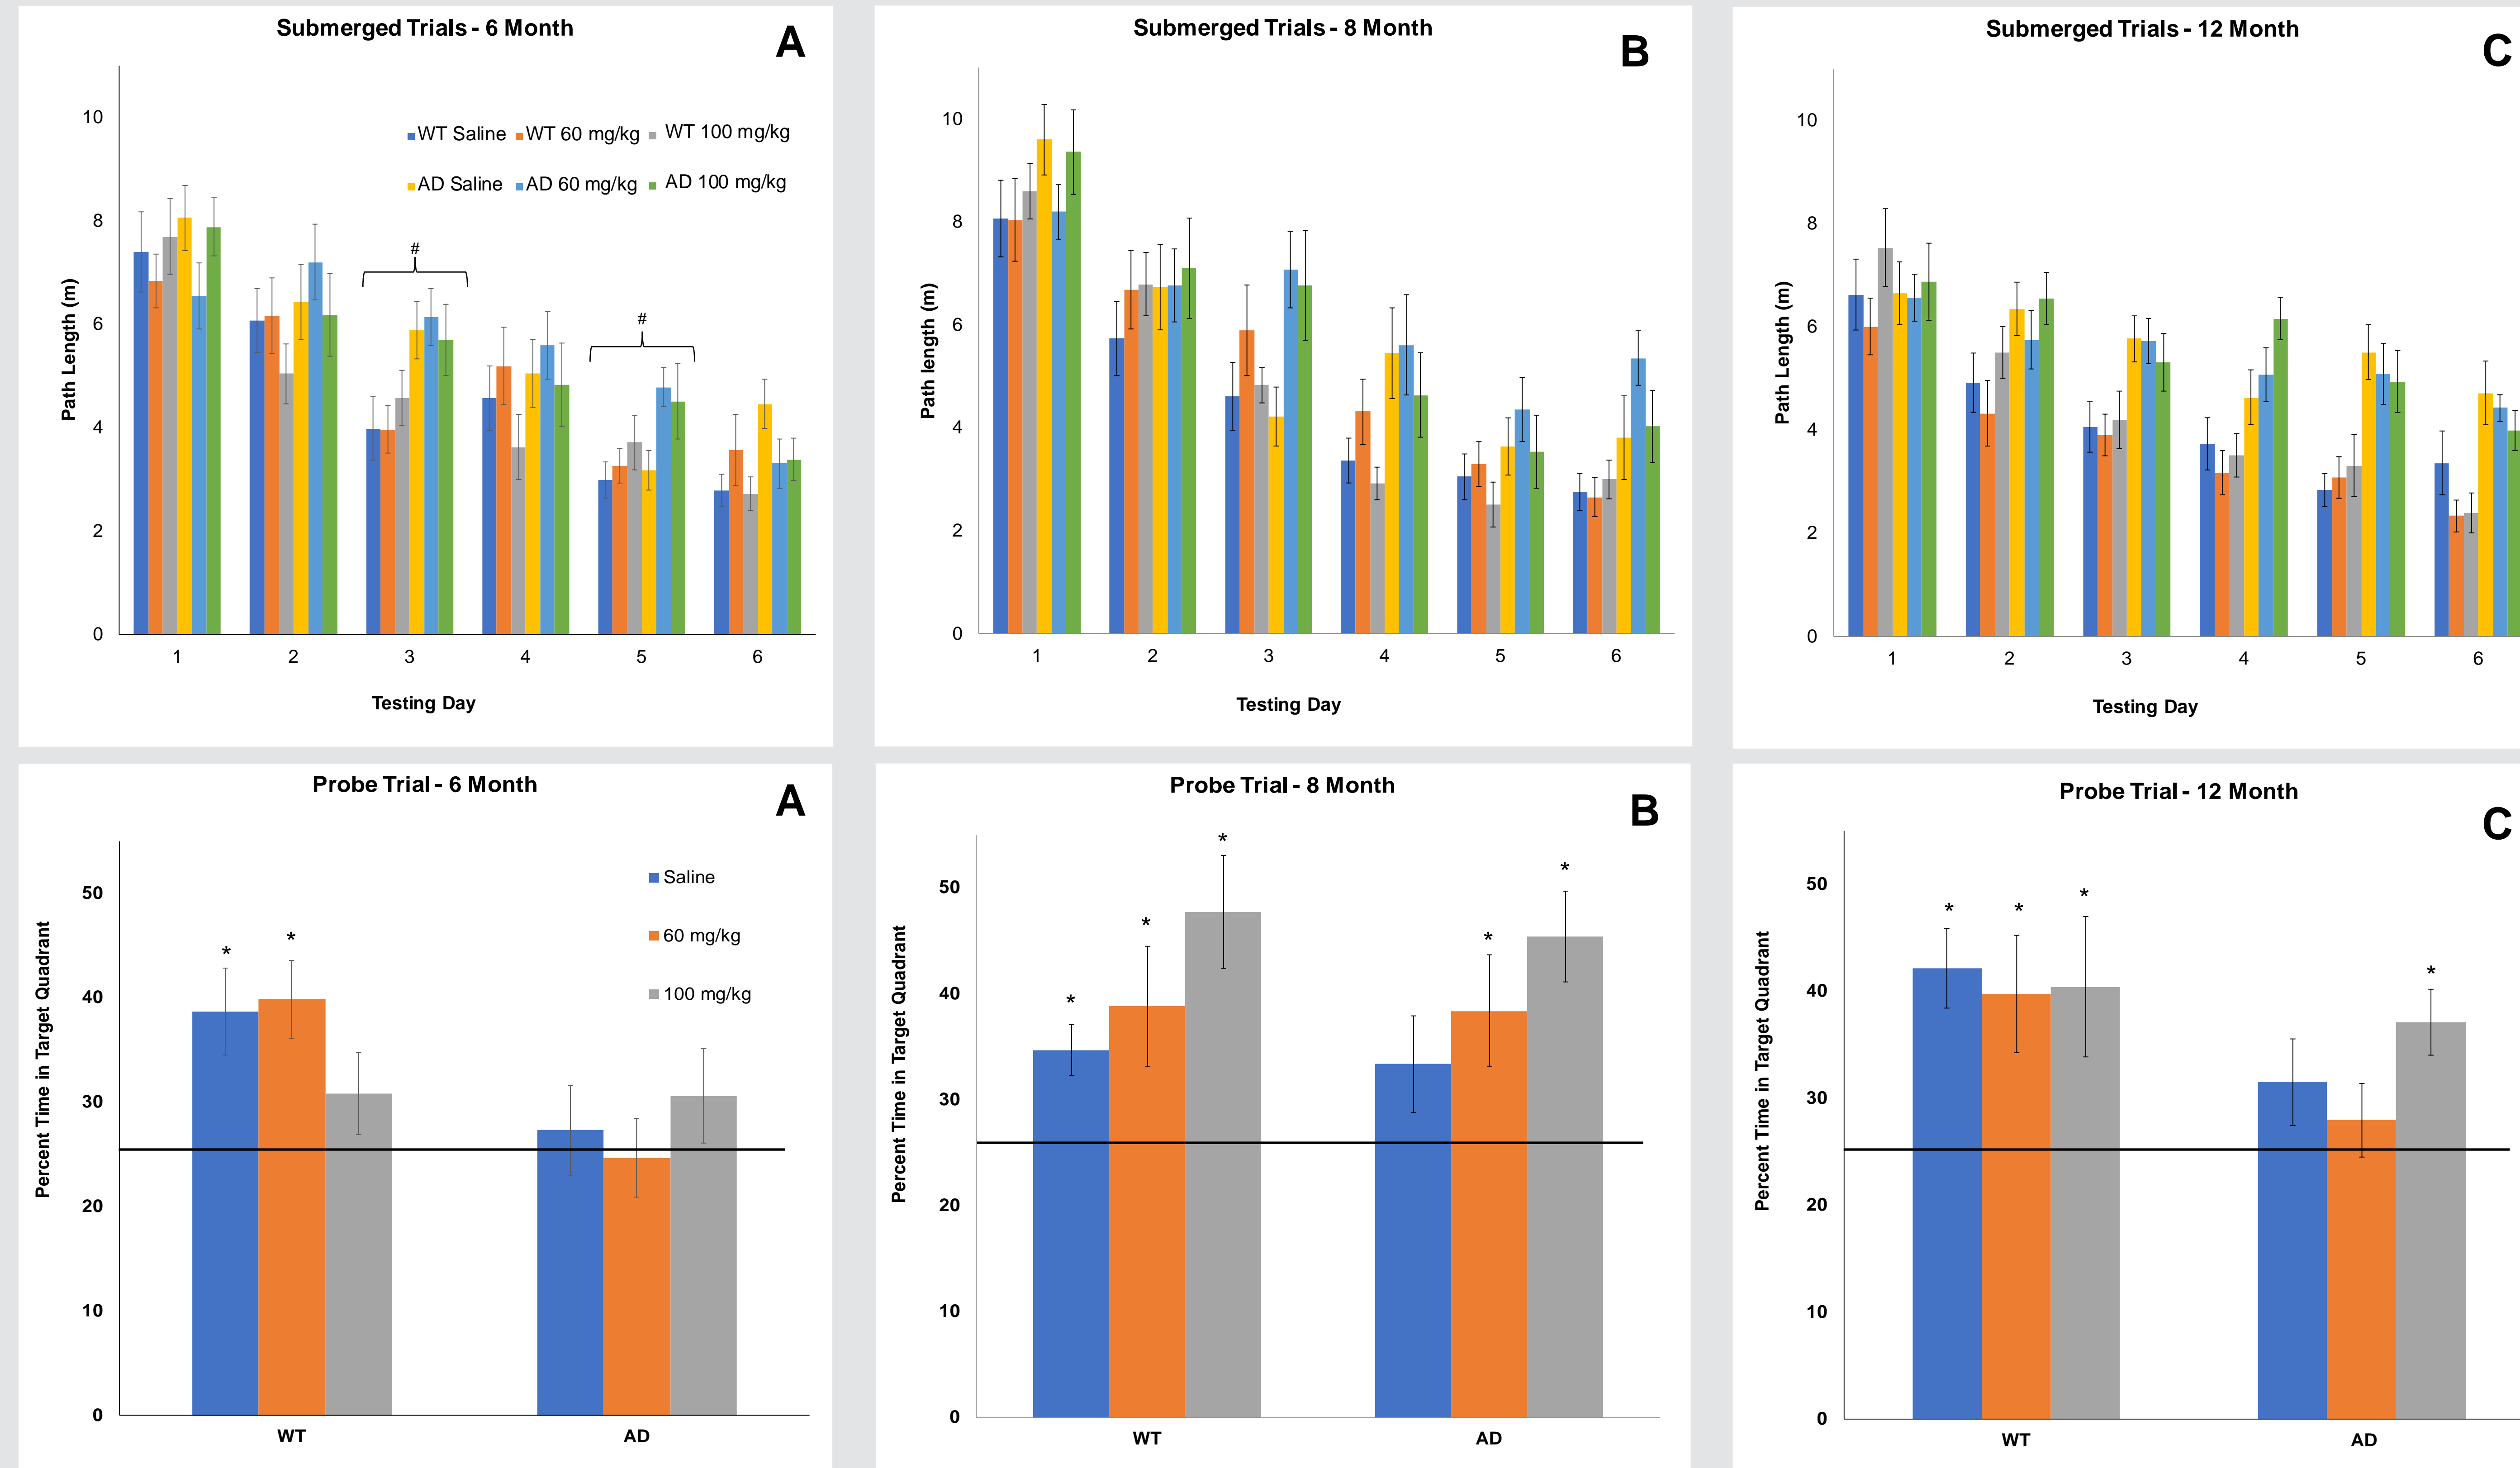 Submerged Trials - 6 Month
A
10
8
6
4
2
0
Path Length (m)
WT Saline WT 60 mg/kg WT 100 mg/kg
AD Saline AD 60 mg/kg AD 100 mg/kg
#
#
1 2 3 4 5 6
Testing Day
Submerged Trials - 8 Month
B
10
8
6
4
2
0
Path length (m)
1 2 3 4 5 6
Testing Day
Submerged Trials - 12 Month
C
10
8
6
4
2
0
Path Length (m)
1 2 3 4 5 6
Testing Day
Probe Trial - 6 Month
A
50
40
30
20
10
0
Percent Time in Target Quadrant
Saline
60 mg/kg
100 mg/kg
* *
WT AD
Probe Trial - 8 Month
B
50
40
30
20
10
0
Percent Time in Target Quadrant
* * * * *
WT AD
Probe Trial - 12 Month
C
50
40
30
20
10
0
Percent Time in Target Quadrant
* * * *
WT AD